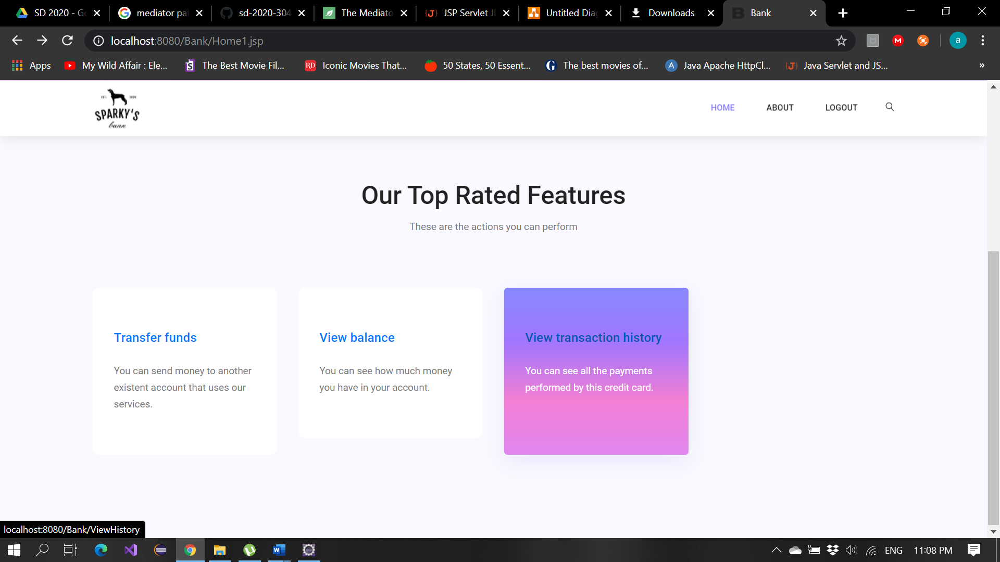 SD 2020 - Go
mediator pat
sd-2020-304
The Mediato
JSP Servlet JD
Untitled Diag
Downloads
Bank
localhost:8080/Bank/Home1.jsp
a
Apps
My Wild Affair : Ele...
The Best Movie Fil...
RD
Iconic Movies That...
50 States, 50 Essent...
The best movies of...
Java Apache HttpCl...
Java Servlet and JS...
»
SPARKY'S
bank
HOME
ABOUT
LOGOUT
Our Top Rated Features
These are the actions you can perform
Transfer funds
You can send money to another
existent account that uses our
services.
View balance
You can see how much money
you have in your account.
View transaction history
You can see all the payments
performed by this credit card.
localhost:8080/Bank/ViewHistory
ENG
11:08 PM